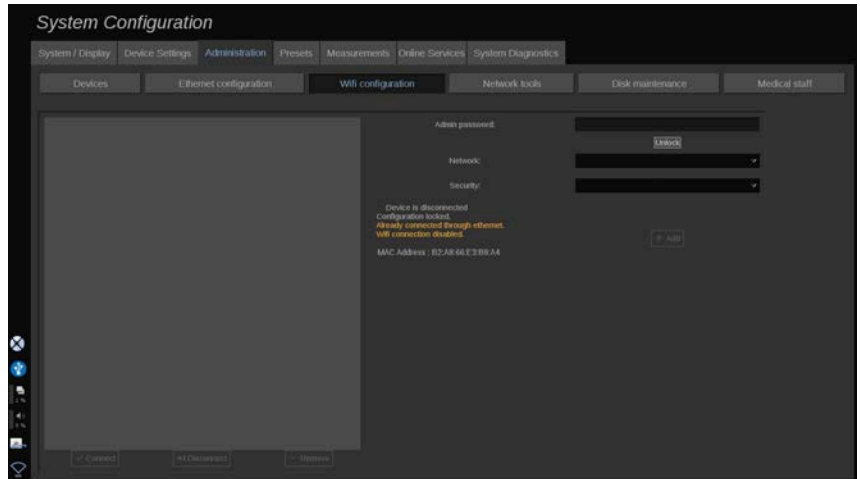 System Configuration
System / Display Device Settings Administration Presets Measurements Online Services System Diagnostics
Devices Ethernet configuration Wifi configuration Network tools Disk maintenance Medical staff
Admin password:
Unlock
Network:
Security:
Device is disconnected
Configuration locked.
Already connected through ethernet.
Wifi connection disabled.
+ Add
MAC Address : B2:A8:66:E3:B8:A4
Connect Disconnect Remove